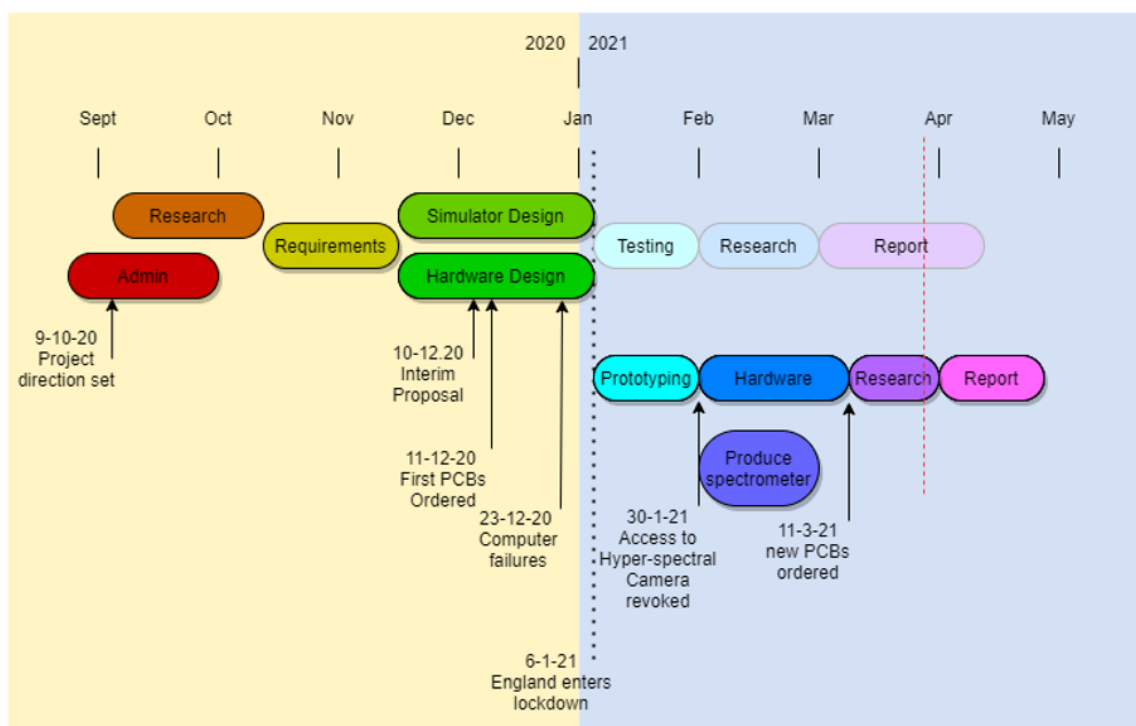 2020 2021
Sept Oct Nov Dec Jan Feb Mar Apr May
Research
Simulator Design
Requirements
Testing
Research
Report
Admin
Hardware Design
9-10-20
Project
direction set
10-12.20
Interim
Proposal
Prototyping
Hardware
Research
Report
11-12-20
First PCBs
Ordered
Produce
spectrometer
23-12-20
Computer
failures
30-1-21
Access to
Hyper-spectral
Camera
revoked
11-3-21
new PCBs
ordered
6-1-21
England enters
lockdown